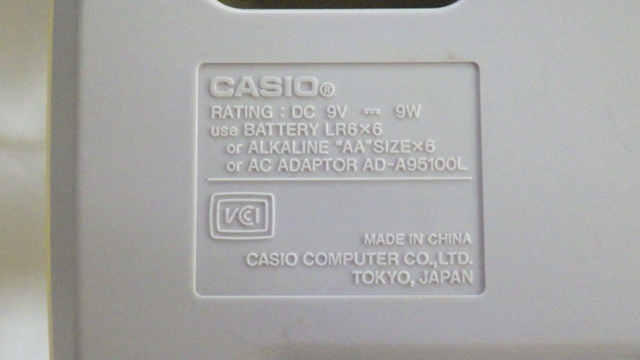 CASIO®
RATING : DC 9V ⎓ 9W
use BATTERY LR6×6
or ALKALINE "AA" SIZE×6
or AC ADAPTOR AD-A95100L
VCI
MADE IN CHINA
CASIO COMPUTER CO.,LTD.
TOKYO, JAPAN